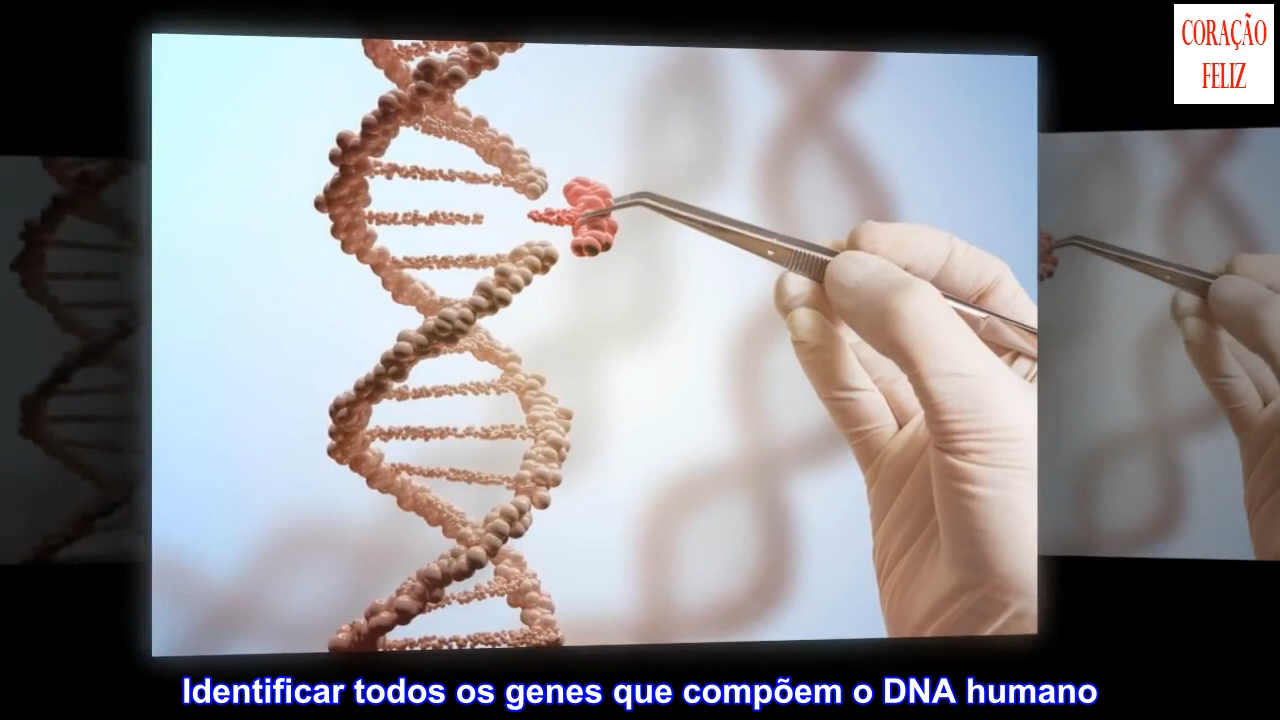 CORAÇÃO
FELIZ
Identificar todos os genes que compõem o DNA humano